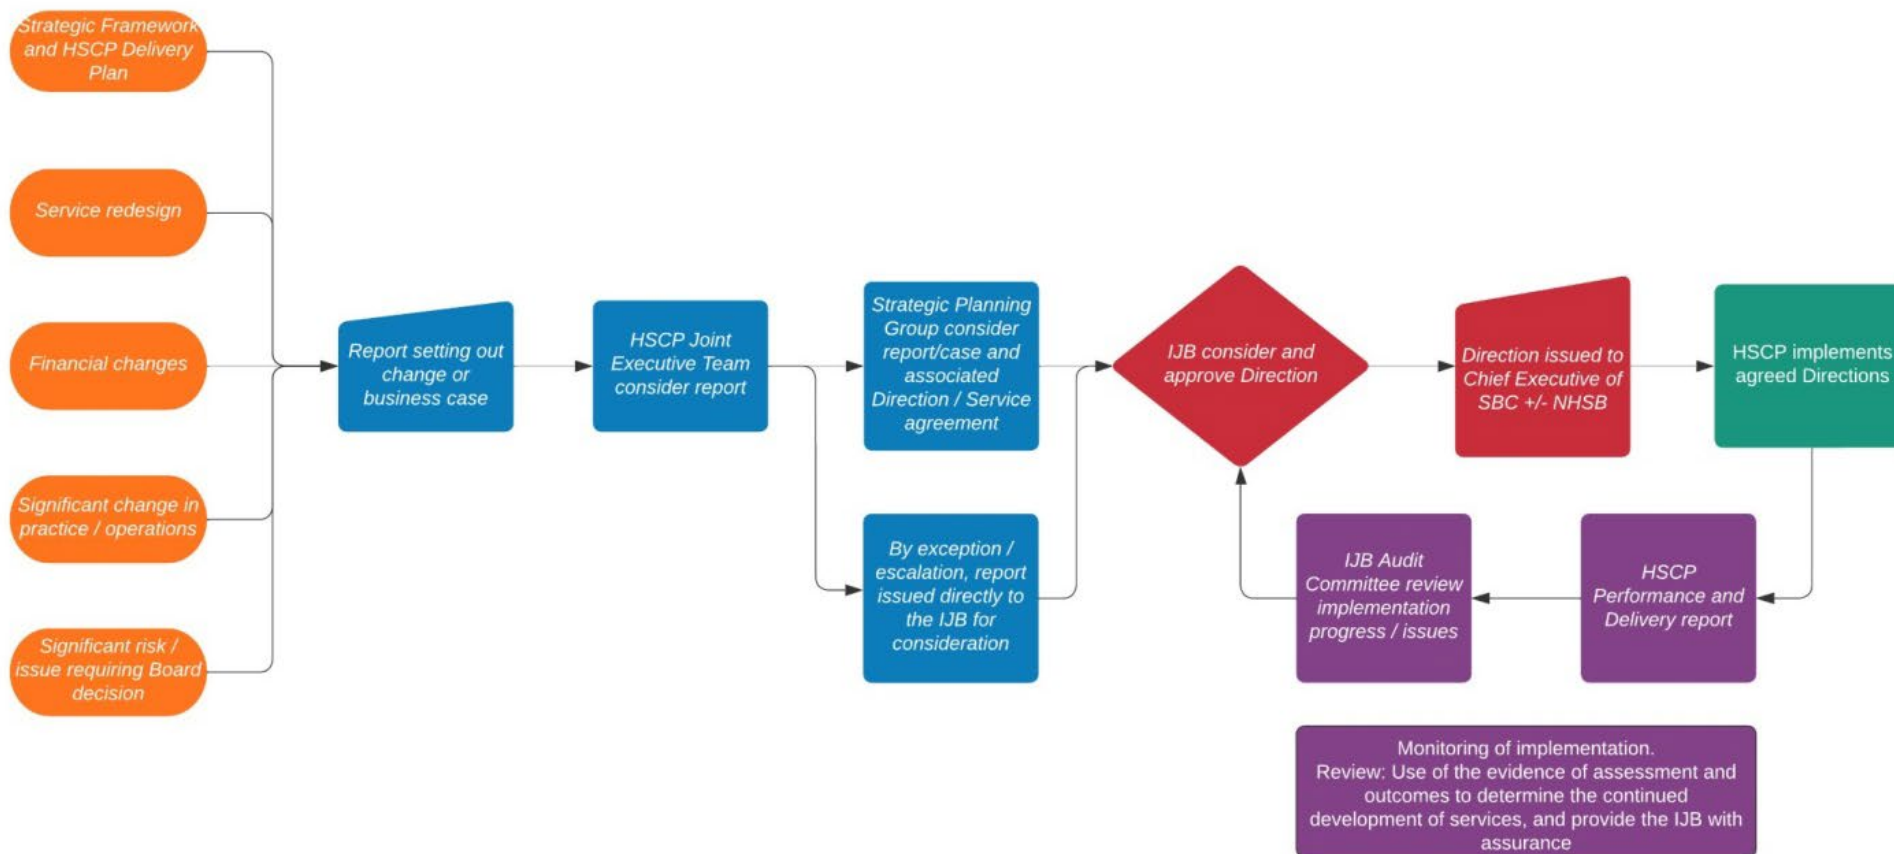 Strategic Framework
and HSCP Delivery
Plan
Service redesign
Financial changes
Significant change in
practice / operations
Significant risk /
issue requiring Board
decision
Report setting out
change or
business case
HSCP Joint
Executive Team
consider report
Strategic Planning
Group consider
report/case and
associated
Direction / Service
agreement
By exception /
escalation, report
issued directly to
the IJB for
consideration
IJB consider and
approve Direction
Direction issued to
Chief Executive of
SBC +/- NHSB
HSCP implements
agreed Directions
HSCP
Performance and
Delivery report
IJB Audit
Committee review
implementation
progress / issues
Monitoring of implementation.
Review: Use of the evidence of assessment and
outcomes to determine the continued
development of services, and provide the IJB with
assurance